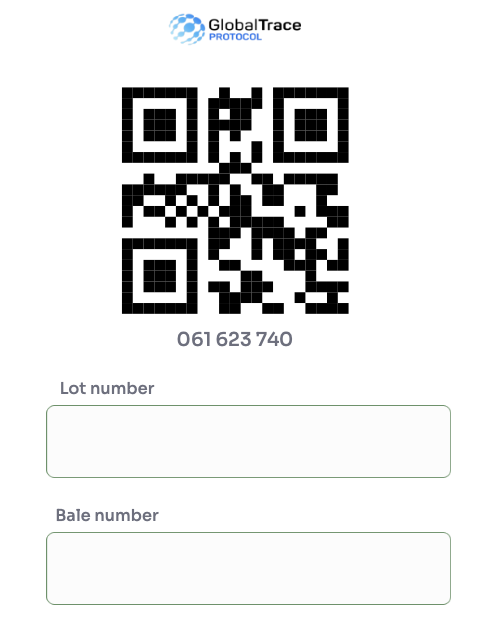 GlobalTrace
PROTOCOL
061 623 740
Lot number
Bale number